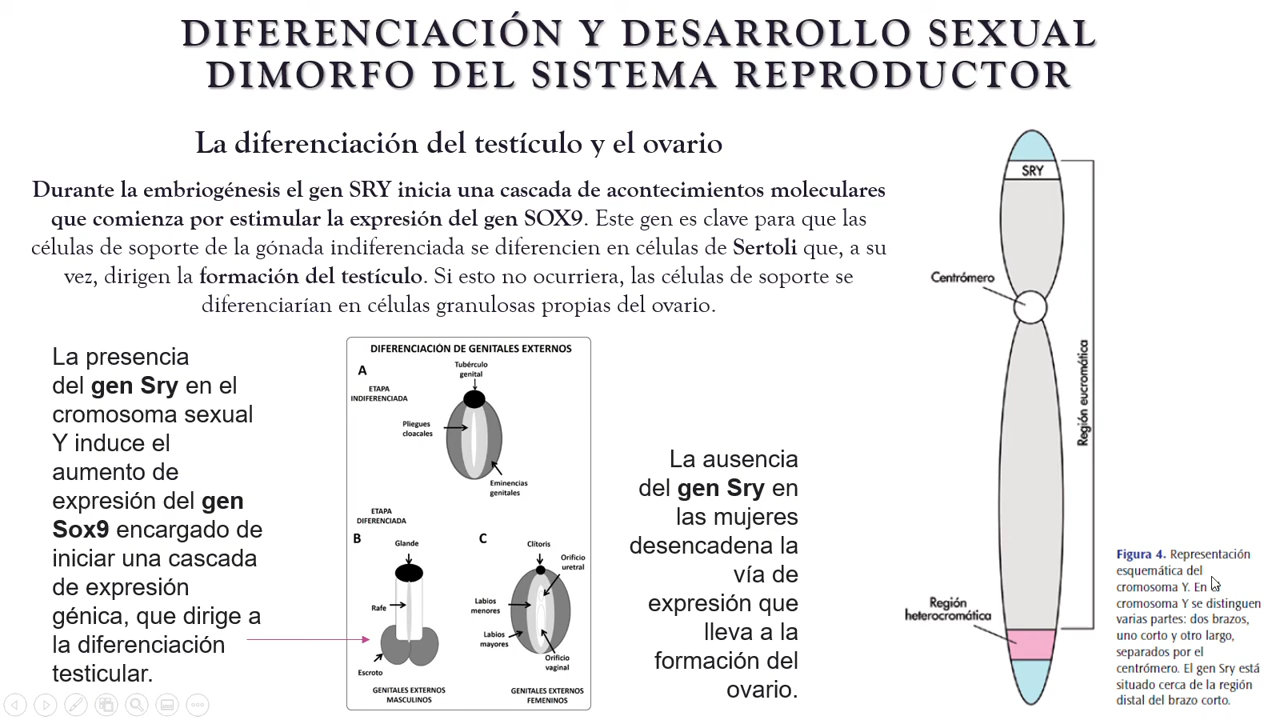 DIFERENCIACIÓN Y DESARROLLO SEXUAL
DIMORFO DEL SISTEMA REPRODUCTOR
La diferenciación del testículo y el ovario
Durante la embriogénesis el gen SRY inicia una cascada de acontecimientos moleculares
que comienza por estimular la expresión del gen SOX9. Este gen es clave para que las
células de soporte de la gónada indiferenciada se diferencien en células de Sertoli que, a su
vez, dirigen la formación del testículo. Si esto no ocurriera, las células de soporte se
diferenciarían en células granulosas propias del ovario.
La presencia
del gen Sry en el
cromosoma sexual
Y induce el
aumento de
expresión del gen
Sox9 encargado de
iniciar una cascada
de expresión
génica, que dirige a
la diferenciación
testicular.
DIFERENCIACIÓN DE GENITALES EXTERNOS
A
Tubérculo
genital
ETAPA
INDIFERENCIADA
Pliegues
cloacales
Eminencias
genitales
ETAPA
DIFERENCIADA
B
Glande
Rafe
Escroto
GENITALES EXTERNOS
MASCULINOS
C
Clítoris
Orificio
uretral
Labios
menores
Labios
mayores
Orificio
vaginal
GENITALES EXTERNOS
FEMENINOS
La ausencia
del gen Sry en
las mujeres
desencadena la
vía de
expresión que
lleva a la
formación del
ovario.
SRY
Centrómero
Región eucromática
Región
heterocromática
Figura 4. Representación
esquemática del
cromosoma Y. En
cromosoma Y se distinguen
varias partes: dos brazos,
uno corto y otro largo,
separados por el
centrómero. El gen Sry está
situado cerca de la región
distal del brazo corto.